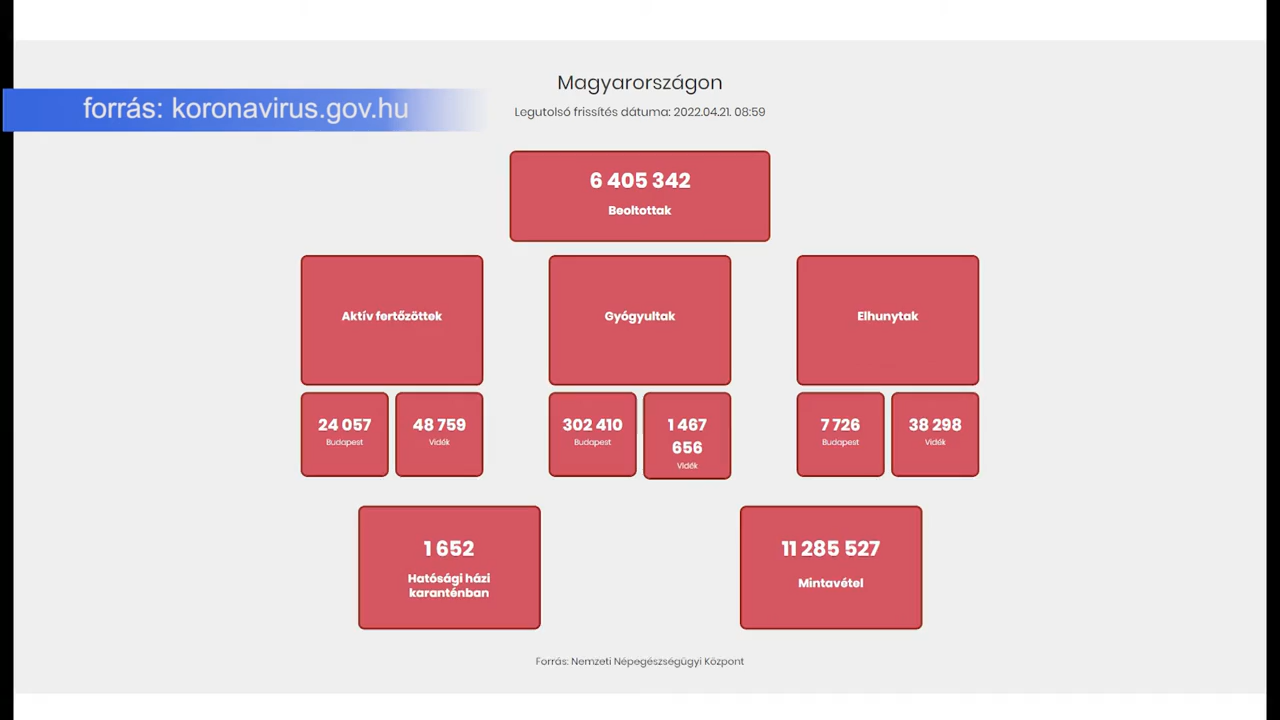 Magyarországon
forrás: koronavirus.gov.hu
Legutolsó frissítés dátuma: 2022.04.21. 08:59
6 405 342
Beoltottak
Aktív fertőzöttek
Gyógyultak
Elhunytak
24 057
Budapest
48 759
Vidék
302 410
Budapest
1 467
656
Vidék
7 726
Budapest
38 298
Vidék
1 652
Hatósági házi
karanténban
11 285 527
Mintavétel
Forrás: Nemzeti Népegészségügyi Központ